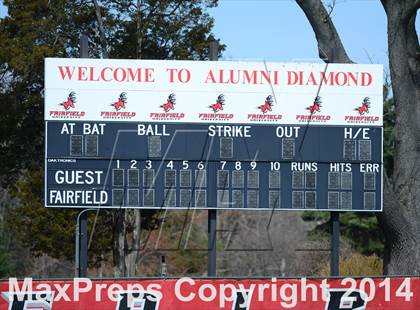 WELCOME TO ALUMNI DIAMOND
FAIRFIELD FAIRFIELD FAIRFIELD FAIRFIELD FAIRFIELD FAIRFIELD FAIRFIELD
AT BAT BALL STRIKE OUT H/E
DAKTRONICS 1 2 3 4 5 6 7 8 9 10 RUNS HITS ERR
GUEST
FAIRFIELD
MaxPreps Copyright 2014